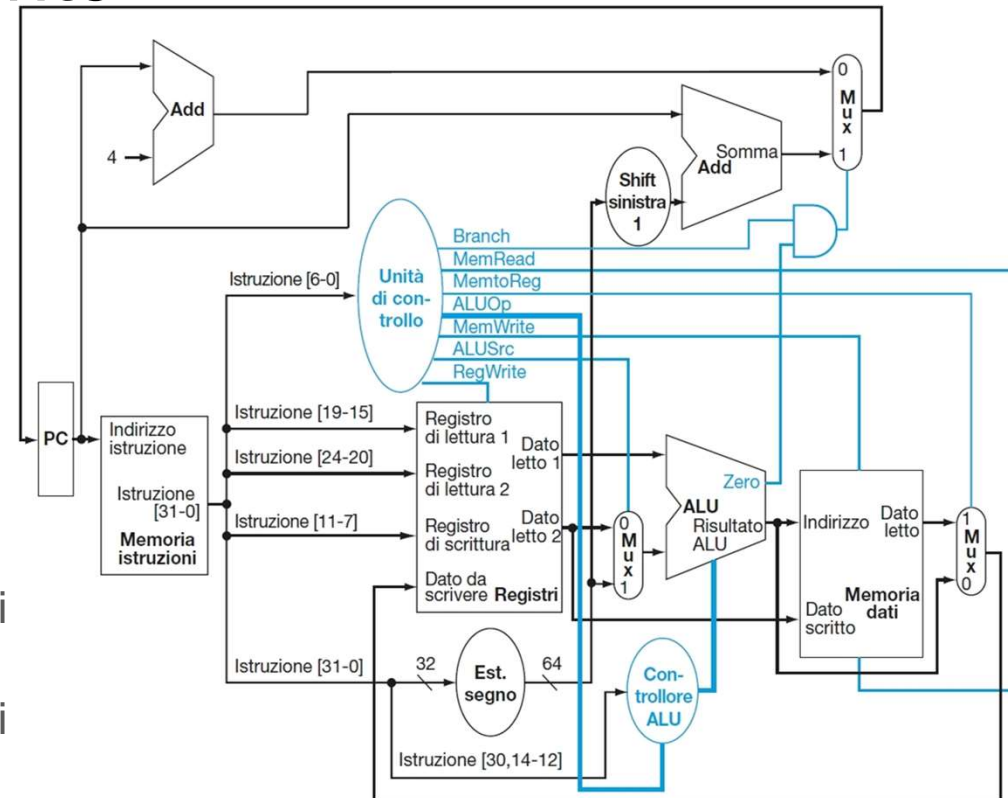 Add
4
0
Mux
1
Somma
Add
Shift
sinistra
1
Branch
MemRead
MemtoReg
ALUOp
MemWrite
ALUSrc
RegWrite
Unità
di con-
trollo
Istruzione [6-0]
Istruzione [19-15]
Istruzione [24-20]
Istruzione [11-7]
Istruzione [31-0]
PC
Indirizzo
istruzione
Istruzione
[31-0]
Memoria
istruzioni
Registro
di lettura 1
Dato
letto 1
Registro
di lettura 2
Registro
di scrittura
Dato
letto 2
Dato da
scrivere
Registri
0
Mux
1
Zero
ALU
Risultato
ALU
Indirizzo
Dato
letto
Memoria
dati
Dato
scritto
1
Mux
0
32
Est.
segno
64
Con-
trollore
ALU
Istruzione [30,14-12]
i
i